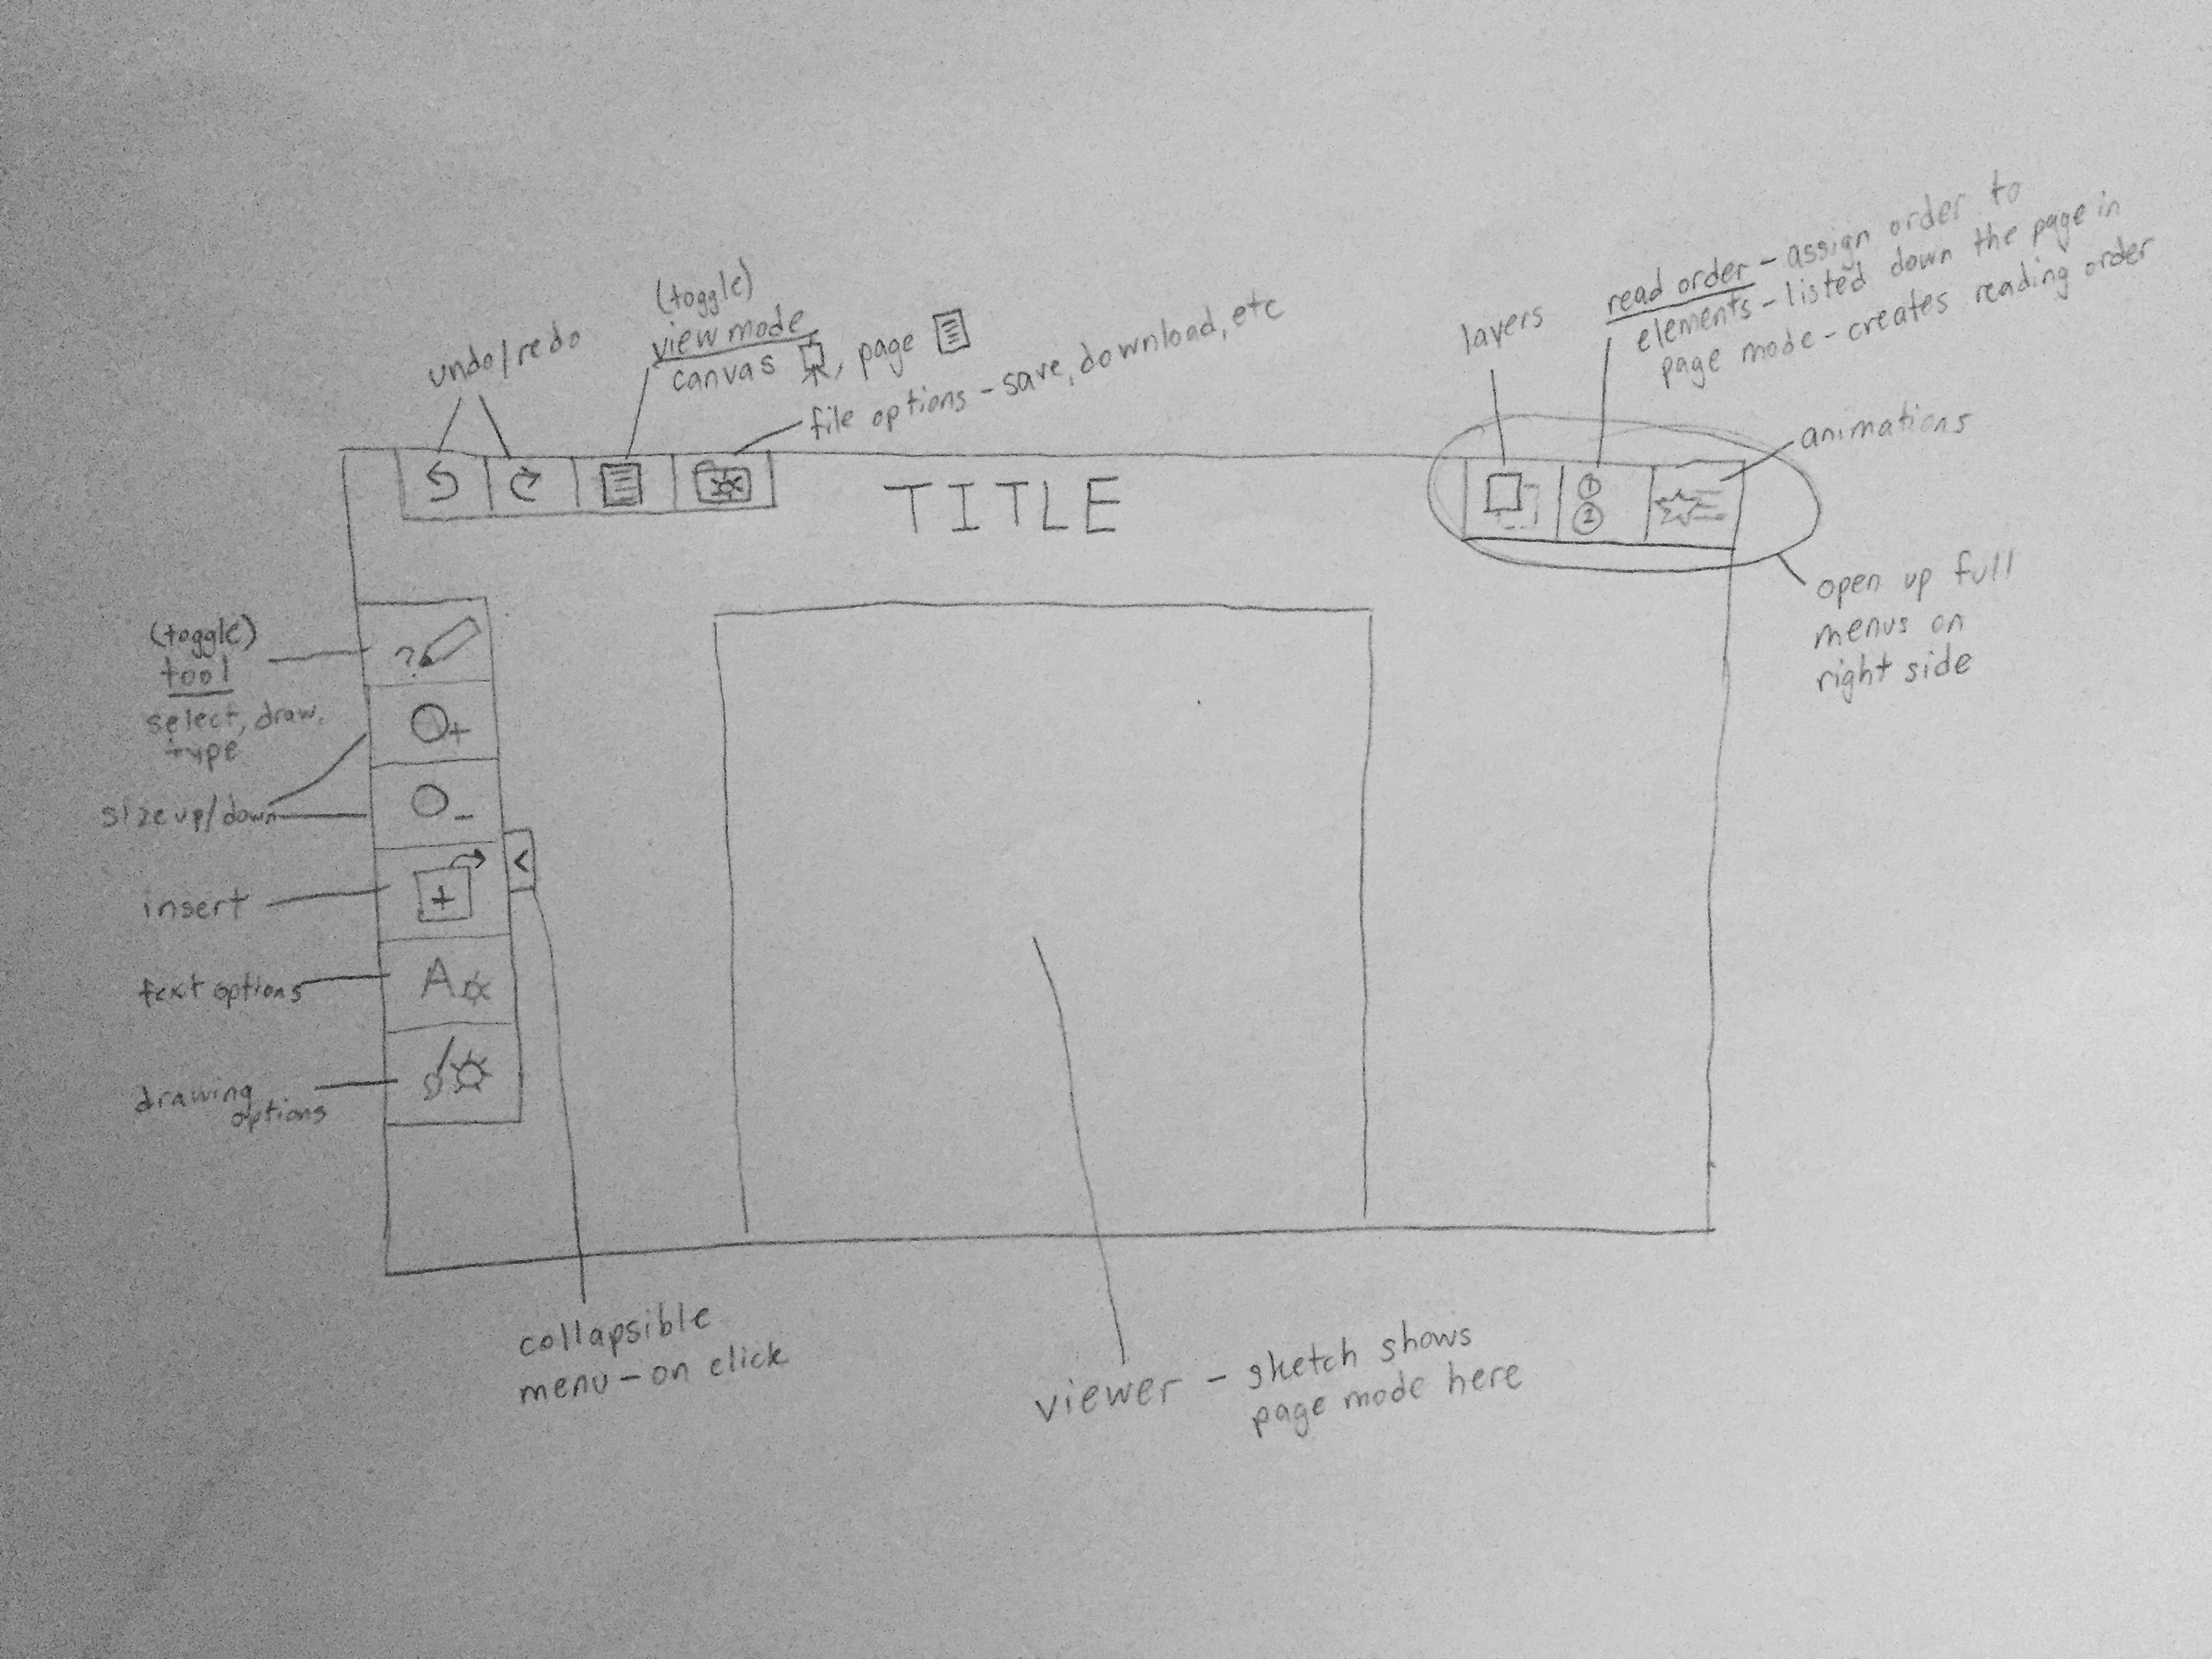 undo/redo
(toggle)
view mode
canvas , page
file options - save, download, etc
layers
read order - assign order to
elements - listed down the page in
page mode - creates reading order
animations
TITLE
1
2
open up full
menus on
right side
(toggle)
tool
select, draw,
type
?
+
size up/down
-
insert
+
<
text options
A
drawing
options
collapsible
menu - on click
viewer - sketch shows
page mode here